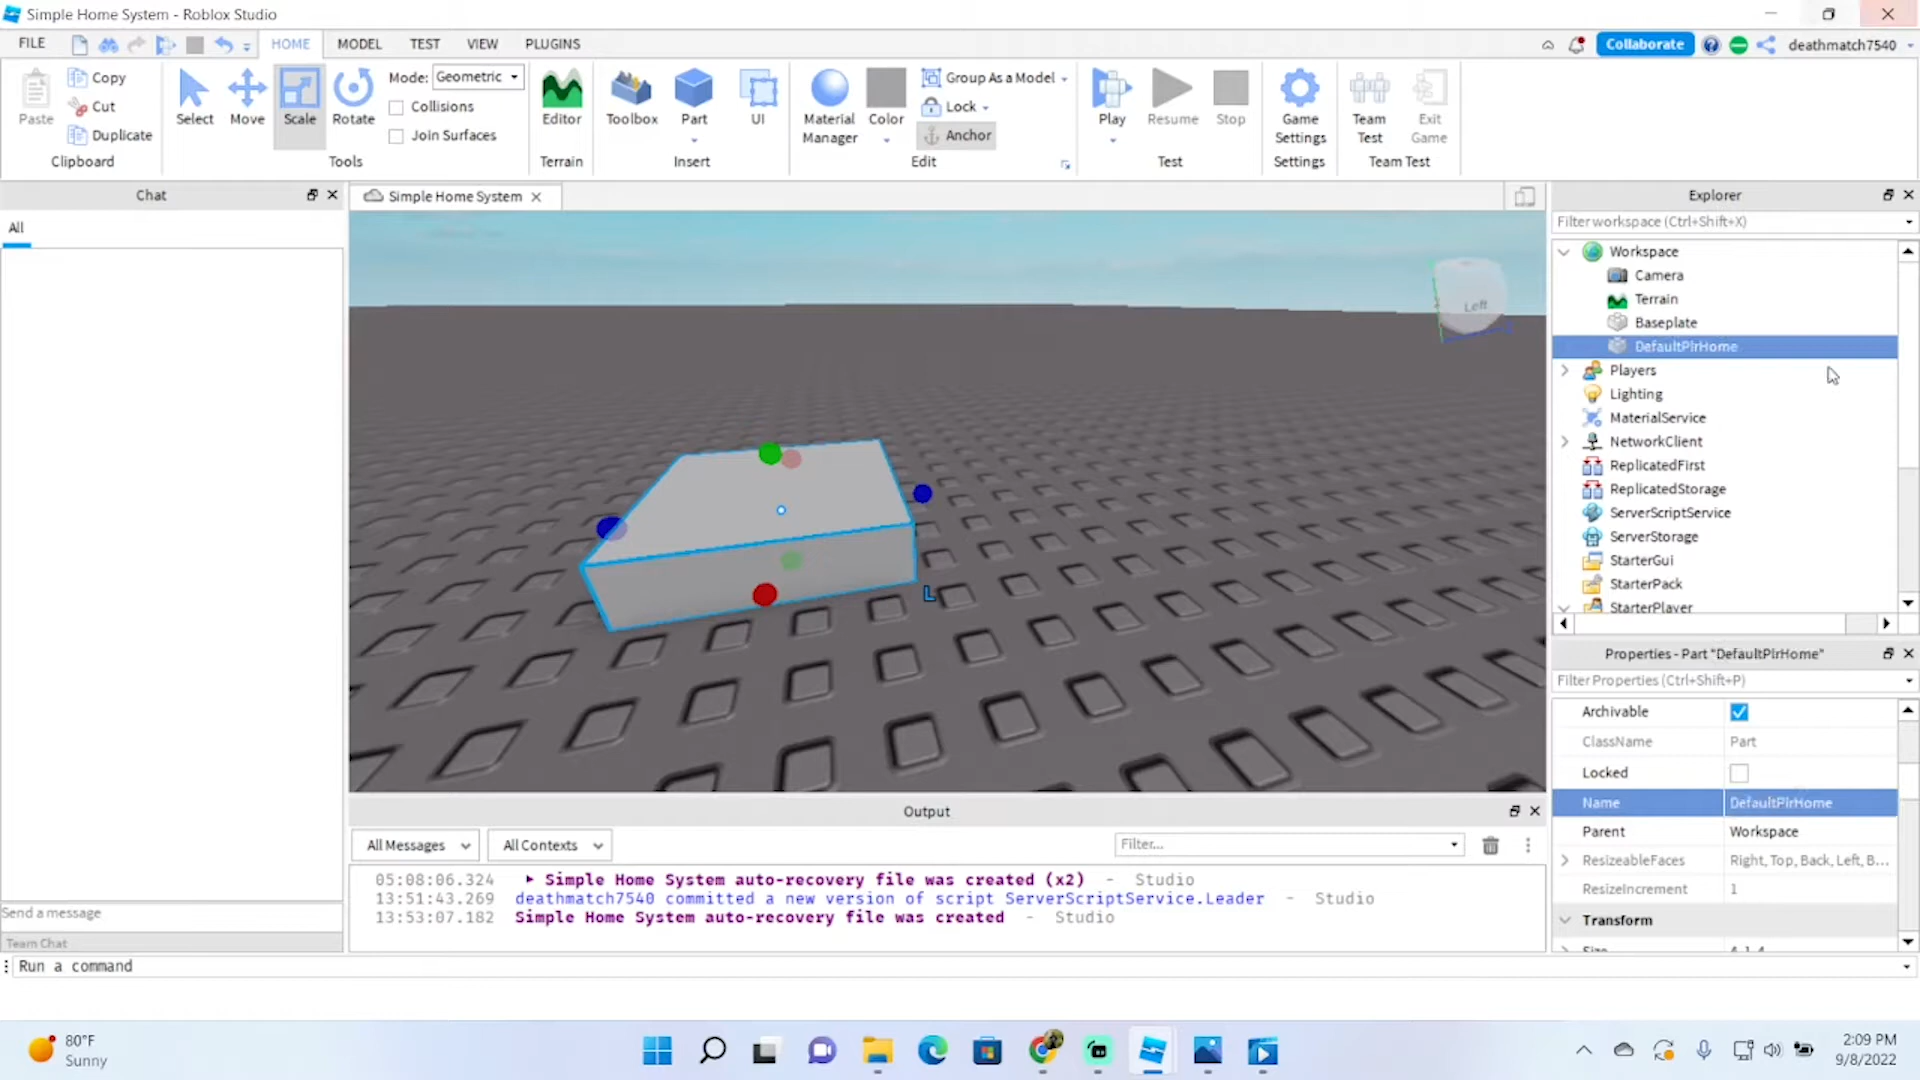 Simple Home System - Roblox Studio
FILE
HOME
MODEL
TEST
VIEW
PLUGINS
Collaborate
deathmatch7540
Paste
Copy
Cut
Duplicate
Clipboard
Select
Move
Scale
Rotate
Mode: Geometric
Collisions
Join Surfaces
Tools
Editor
Terrain
Toolbox
Part
UI
Insert
Material Manager
Color
Group As a Model
Lock
Anchor
Edit
Play
Resume
Stop
Test
Game Settings
Settings
Team Test
Exit Game
Team Test
Chat
All
Send a message
Team Chat
Simple Home System
Left
L
Explorer
Filter workspace (Ctrl+Shift+X)
Workspace
Camera
Terrain
Baseplate
DefaultPlrHome
Players
Lighting
MaterialService
NetworkClient
ReplicatedFirst
ReplicatedStorage
ServerScriptService
ServerStorage
StarterGui
StarterPack
StarterPlayer
Properties - Part "DefaultPlrHome"
Filter Properties (Ctrl+Shift+P)
Archivable
ClassName Part
Locked
Name DefaultPlrHome
Parent Workspace
ResizeableFaces Right, Top, Back, Left, B...
ResizeIncrement 1
Transform
Size 4, 1, 4
Output
All Messages
All Contexts
Filter...
05:08:06.324 Simple Home System auto-recovery file was created (x2) - Studio
13:51:43.269 deathmatch7540 committed a new version of script ServerScriptService.Leader - Studio
13:53:07.182 Simple Home System auto-recovery file was created - Studio
Run a command
80°F
Sunny
2:09 PM
9/8/2022